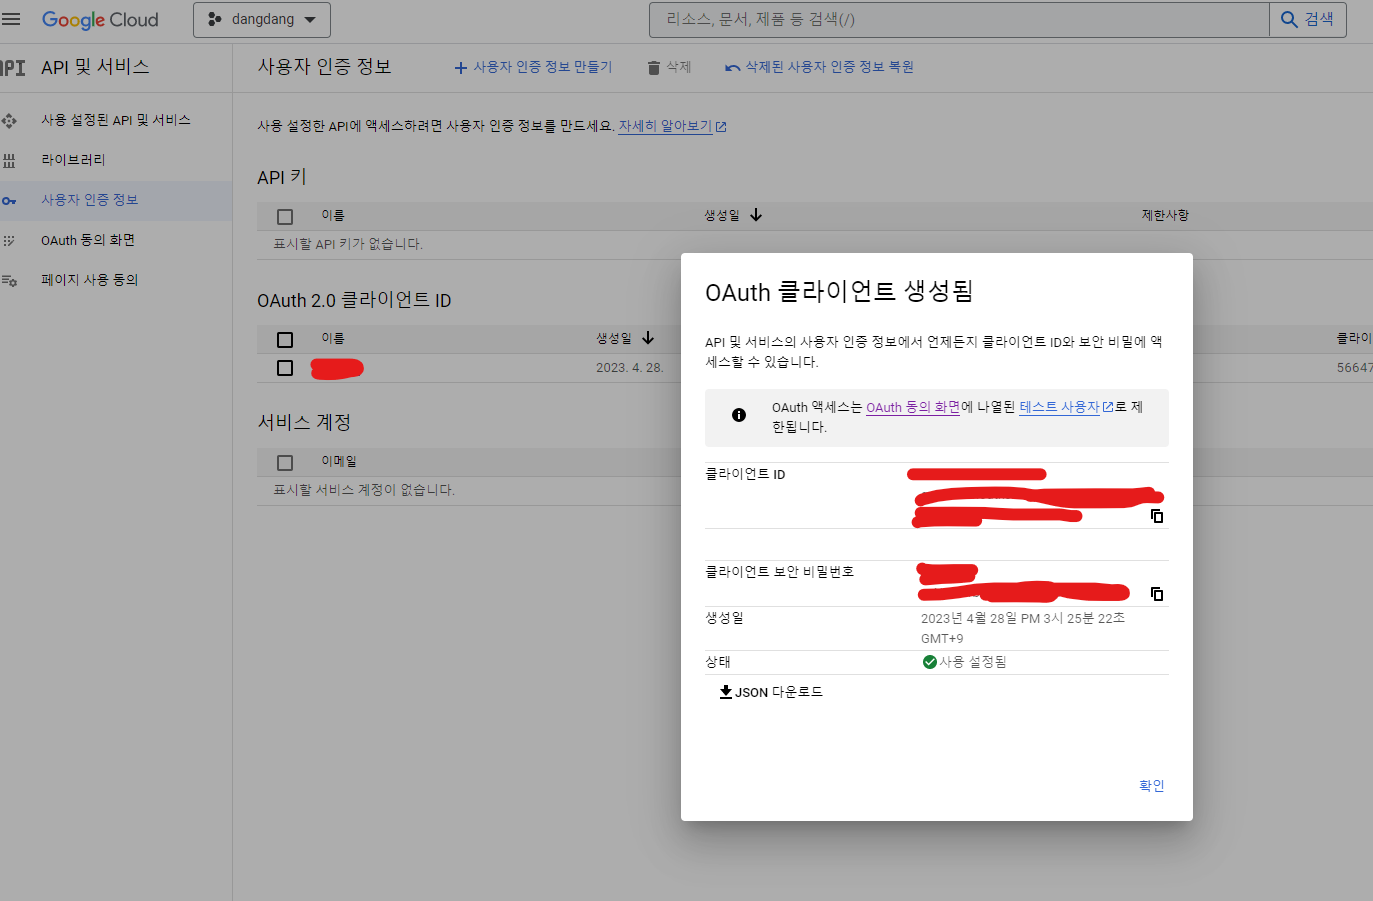 Google Cloud
dangdang
리소스, 문서, 제품 등 검색(/)
검색
API
API 및 서비스
사용자 인증 정보
사용자 인증 정보 만들기
삭제
삭제된 사용자 인증 정보 복원
사용 설정된 API 및 서비스
라이브러리
사용자 인증 정보
OAuth 동의 화면
페이지 사용 동의
사용 설정한 API에 액세스하려면 사용자 인증 정보를 만드세요. 자세히 알아보기
API 키
이름
생성일
제한사항
표시할 API 키가 없습니다.
OAuth 2.0 클라이언트 ID
이름
생성일
클라이
2023. 4. 28.
56647
서비스 계정
이메일
표시할 서비스 계정이 없습니다.
OAuth 클라이언트 생성됨
API 및 서비스의 사용자 인증 정보에서 언제든지 클라이언트 ID와 보안 비밀에 액
세스할 수 있습니다.
OAuth 액세스는 OAuth 동의 화면에 나열된 테스트 사용자로 제
한됩니다.
클라이언트 ID
클라이언트 보안 비밀번호
생성일
2023년 4월 28일 PM 3시 25분 22초
GMT+9
상태
사용 설정됨
JSON 다운로드
확인